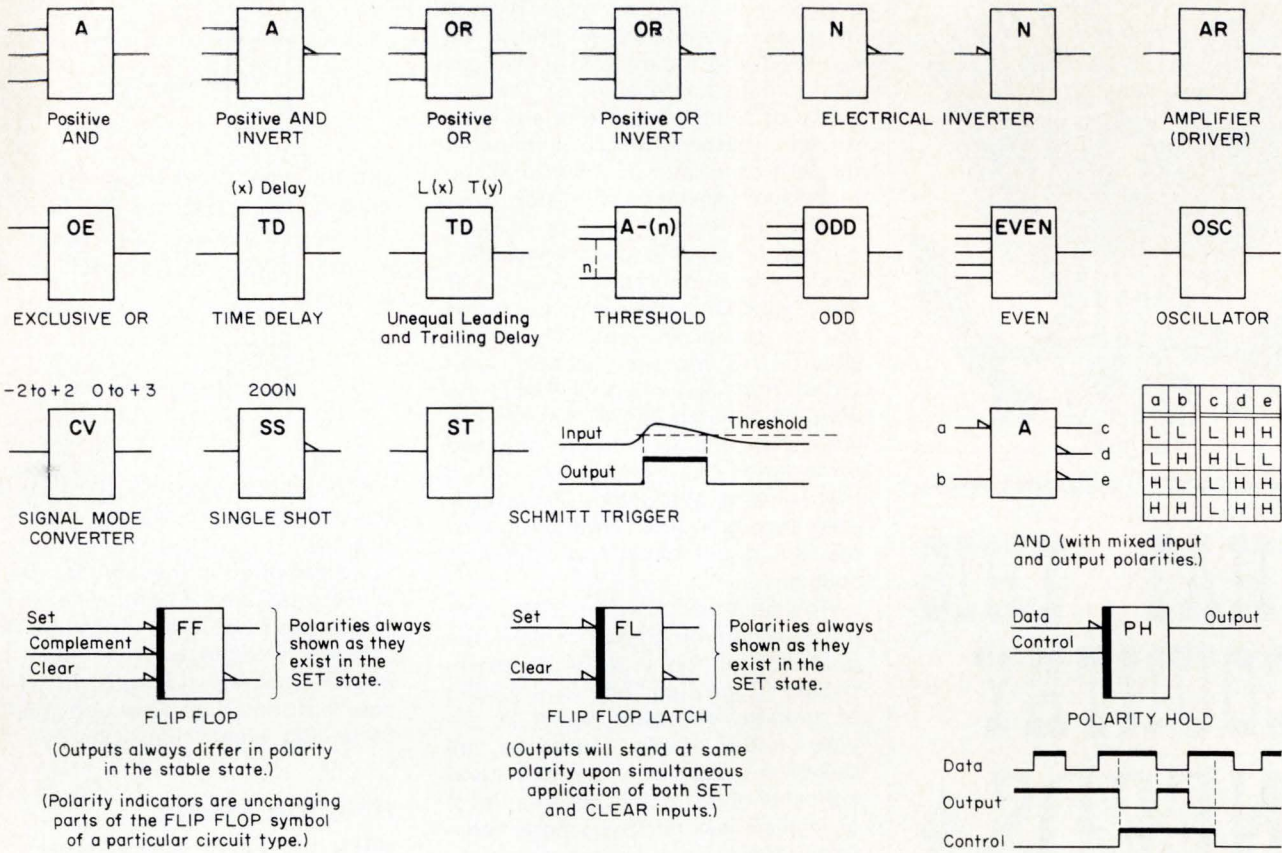 A
Positive
AND
A
Positive AND
INVERT
OR
Positive
OR
OR
Positive OR
INVERT
N
N
ELECTRICAL INVERTER
AR
AMPLIFIER
(DRIVER)
OE
EXCLUSIVE OR
(x) Delay
TD
TIME DELAY
L(x) T(y)
TD
Unequal Leading
and Trailing Delay
A-(n)
n
THRESHOLD
ODD
ODD
EVEN
EVEN
OSC
OSCILLATOR
-2 to +2 0 to +3
CV
SIGNAL MODE
CONVERTER
200N
SS
SINGLE SHOT
ST
Input
Threshold
Output
SCHMITT TRIGGER
a
b
A
c
d
e
AND (with mixed input
and output polarities.)
a b c d e
L L L H H
L H H L L
H L L H H
H H L H H
Set
Complement
Clear
FF
Polarities always
shown as they
exist in the
SET state.
FLIP FLOP
(Outputs always differ in polarity
in the stable state.)
(Polarity indicators are unchanging
parts of the FLIP FLOP symbol
of a particular circuit type.)
Set
Clear
FL
Polarities always
shown as they
exist in the
SET state.
FLIP FLOP LATCH
(Outputs will stand at same
polarity upon simultaneous
application of both SET
and CLEAR inputs.)
Data
Control
PH
Output
POLARITY HOLD
Data
Output
Control